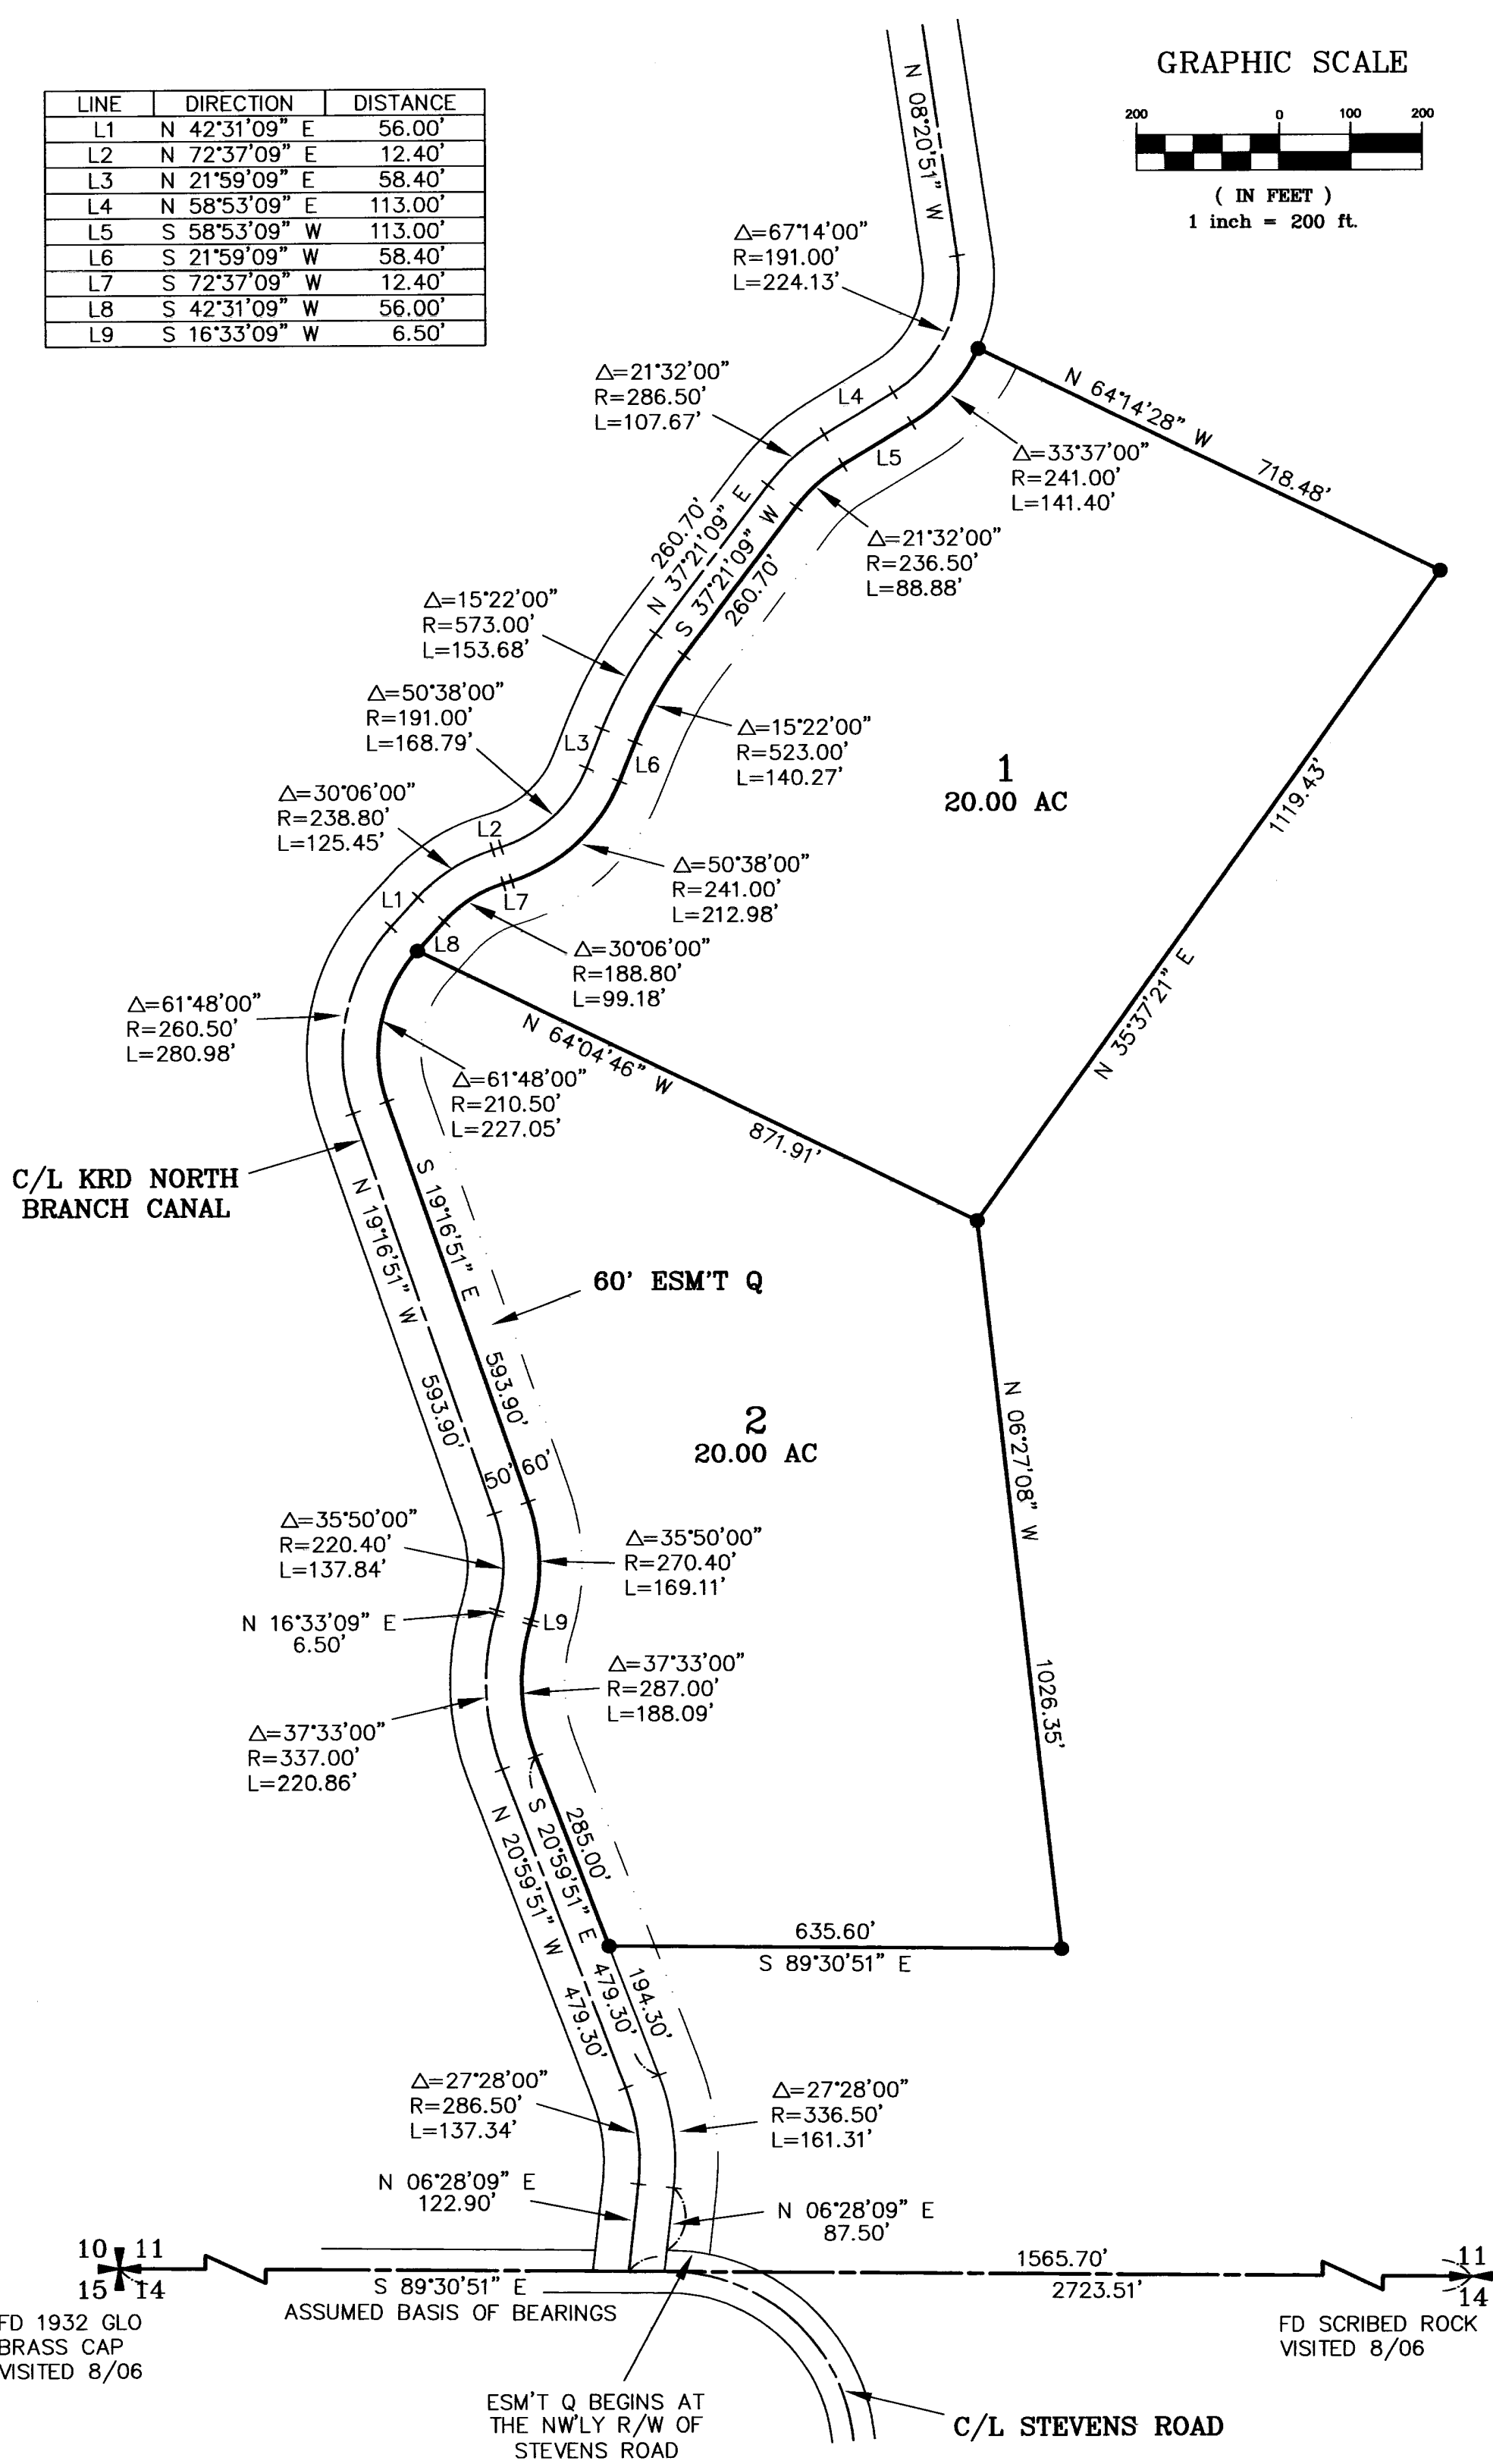 GRAPHIC SCALE
200 0 100 200
( IN FEET )
1 inch = 200 ft.
LINE DIRECTION DISTANCE
L1 N 42°31'09" E 56.00'
L2 N 72°37'09" E 12.40'
L3 N 21°59'09" E 58.40'
L4 N 58°53'09" E 113.00'
L5 S 58°53'09" W 113.00'
L6 S 21°59'09" W 58.40'
L7 S 72°37'09" W 12.40'
L8 S 42°31'09" W 56.00'
L9 S 16°33'09" W 6.50'
N 08°20'51" W
Δ=67°14'00"
R=191.00'
L=224.13'
Δ=21°32'00"
R=286.50'
L=107.67'
L4
L5
N 64°14'28" W
718.48'
Δ=33°37'00"
R=241.00'
L=141.40'
Δ=21°32'00"
R=236.50'
L=88.88'
260.70'
N 37°21'09" E
S 37°21'09" W
260.70'
Δ=15°22'00"
R=573.00'
L=153.68'
Δ=50°38'00"
R=191.00'
L=168.79'
L3
L6
Δ=15°22'00"
R=523.00'
L=140.27'
1
20.00 AC
1119.43'
N 35°37'21" E
Δ=30°06'00"
R=238.80'
L=125.45'
L2
L7
L1
L8
Δ=50°38'00"
R=241.00'
L=212.98'
Δ=30°06'00"
R=188.80'
L=99.18'
Δ=61°48'00"
R=260.50'
L=280.98'
N 64°04'46" W
871.91'
Δ=61°48'00"
R=210.50'
L=227.05'
C/L KRD NORTH
BRANCH CANAL
N 19°16'51" W
593.90'
S 19°16'51" E
593.90'
60' ESM'T Q
2
20.00 AC
N 06°27'08" W
1026.35'
50' 60'
Δ=35°50'00"
R=220.40'
L=137.84'
Δ=35°50'00"
R=270.40'
L=169.11'
N 16°33'09" E
6.50'
L9
Δ=37°33'00"
R=287.00'
L=188.09'
Δ=37°33'00"
R=337.00'
L=220.86'
N 20°59'51" W
479.30'
S 20°59'51" E
479.30'
285.00'
194.30'
635.60'
S 89°30'51" E
Δ=27°28'00"
R=286.50'
L=137.34'
Δ=27°28'00"
R=336.50'
L=161.31'
N 06°28'09" E
122.90'
N 06°28'09" E
87.50'
10 11
15 14
FD 1932 GLO
BRASS CAP
VISITED 8/06
S 89°30'51" E
ASSUMED BASIS OF BEARINGS
1565.70'
2723.51'
11
14
FD SCRIBED ROCK
VISITED 8/06
ESM'T Q BEGINS AT
THE NW'LY R/W OF
STEVENS ROAD
C/L STEVENS ROAD